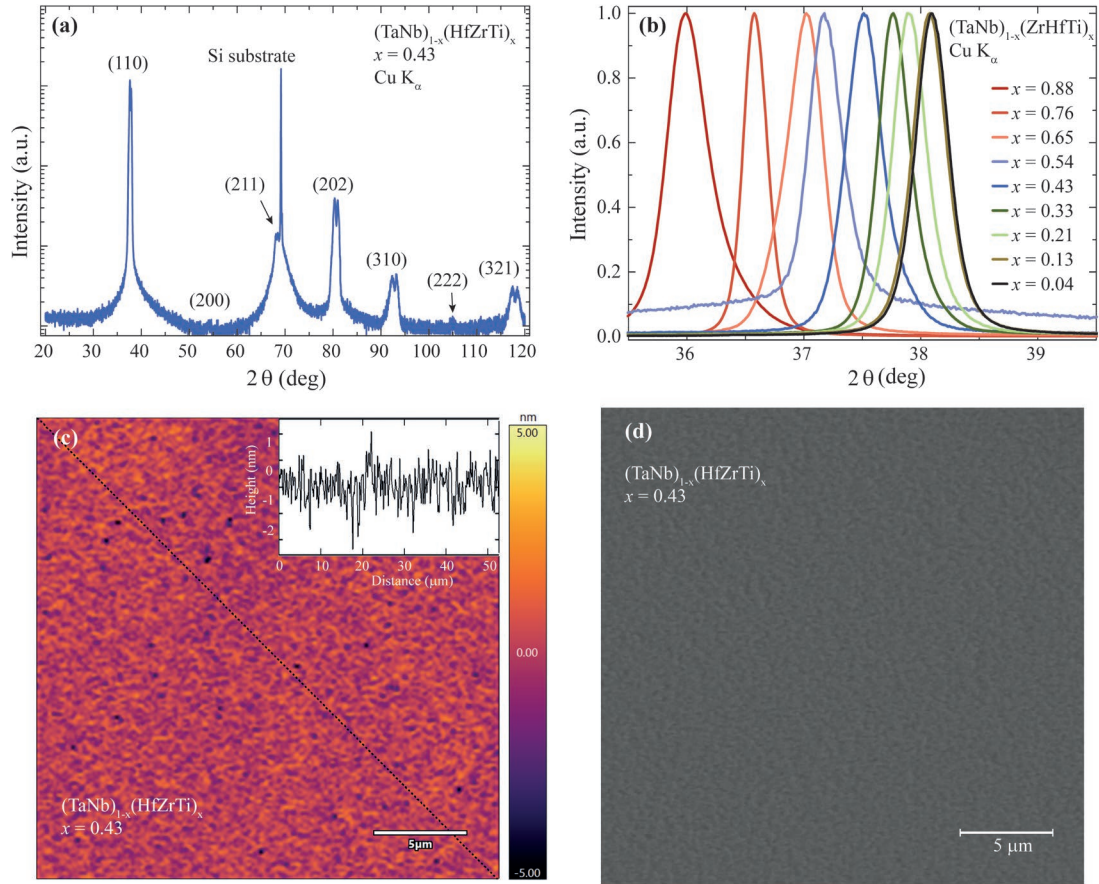 (a)
(TaNb)1-x(HfZrTi)x
x = 0.43
Cu Kα
(110)
Si substrate
(211)
(202)
(310)
(200)
(222)
(321)
Intensity (a.u.)
20 30 40 50 60 70 80 90 100 110 120
2 θ (deg)
(b)
(TaNb)1-x(ZrHfTi)x
Cu Kα
x = 0.88
x = 0.76
x = 0.65
x = 0.54
x = 0.43
x = 0.33
x = 0.21
x = 0.13
x = 0.04
Intensity (a.u.)
1.0
0.8
0.6
0.4
0.2
0.0
36 37 38 39
2θ (deg)
(c)
Height (nm)
1
0
-1
-2
0 10 20 30 40 50
Distance (μm)
nm
5.00
0.00
-5.00
(TaNb)1-x(HfZrTi)x
x = 0.43
5μm
(d)
(TaNb)1-x(HfZrTi)x
x = 0.43
5 μm